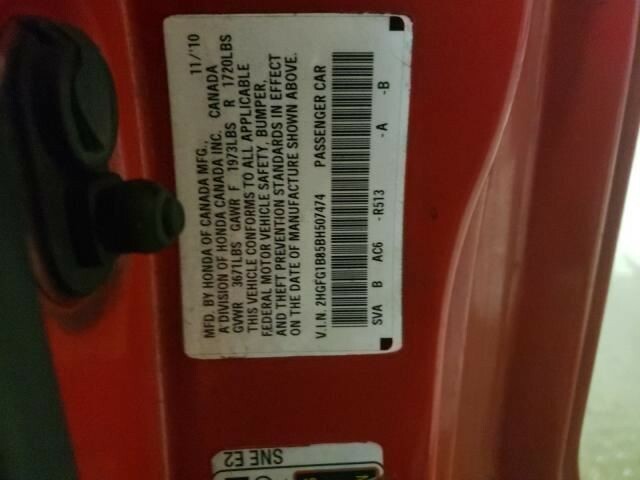 MFD. BY HONDA OF CANADA MFG., 11/'10
A DIVISION OF HONDA CANADA INC. CANADA
GVWR 3671LBS GAWR F 1973LBS R 1720LBS
THIS VEHICLE CONFORMS TO ALL APPLICABLE
FEDERAL MOTOR VEHICLE SAFETY, BUMPER,
AND THEFT PREVENTION STANDARDS IN EFFECT
ON THE DATE OF MANUFACTURE SHOWN ABOVE.
V.I.N. 2HGFG1B85BH507474 PASSENGER CAR
SVA B AC6 -R513 -A -B
SNE E2